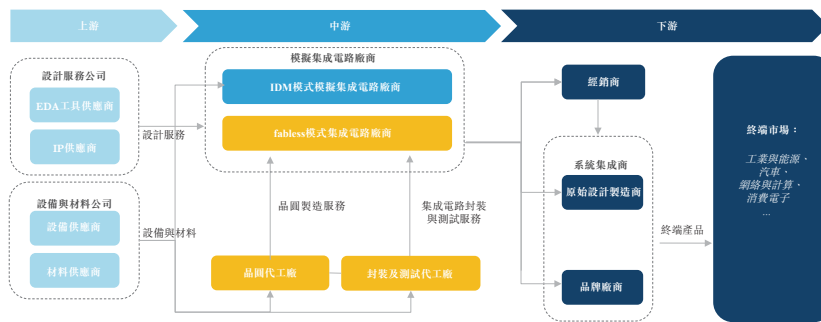 上游
中游
下游
設計服務公司
EDA工具供應商
IP供應商
設計服務
設備與材料公司
設備供應商
材料供應商
設備與材料
模擬集成電路廠商
IDM模式模擬集成電路廠商
fabless模式集成電路廠商
晶圓製造服務
集成電路封裝
與測試服務
晶圓代工廠
封裝及測試代工廠
經銷商
系統集成商
原始設計製造商
品牌廠商
終端產品
終端市場：
工業與能源、
汽車、
網絡與計算、
消費電子
...